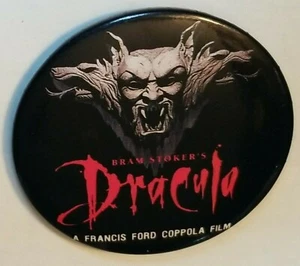 BRAM STOKER'S
Dracula
A FRANCIS FORD COPPOLA FILM